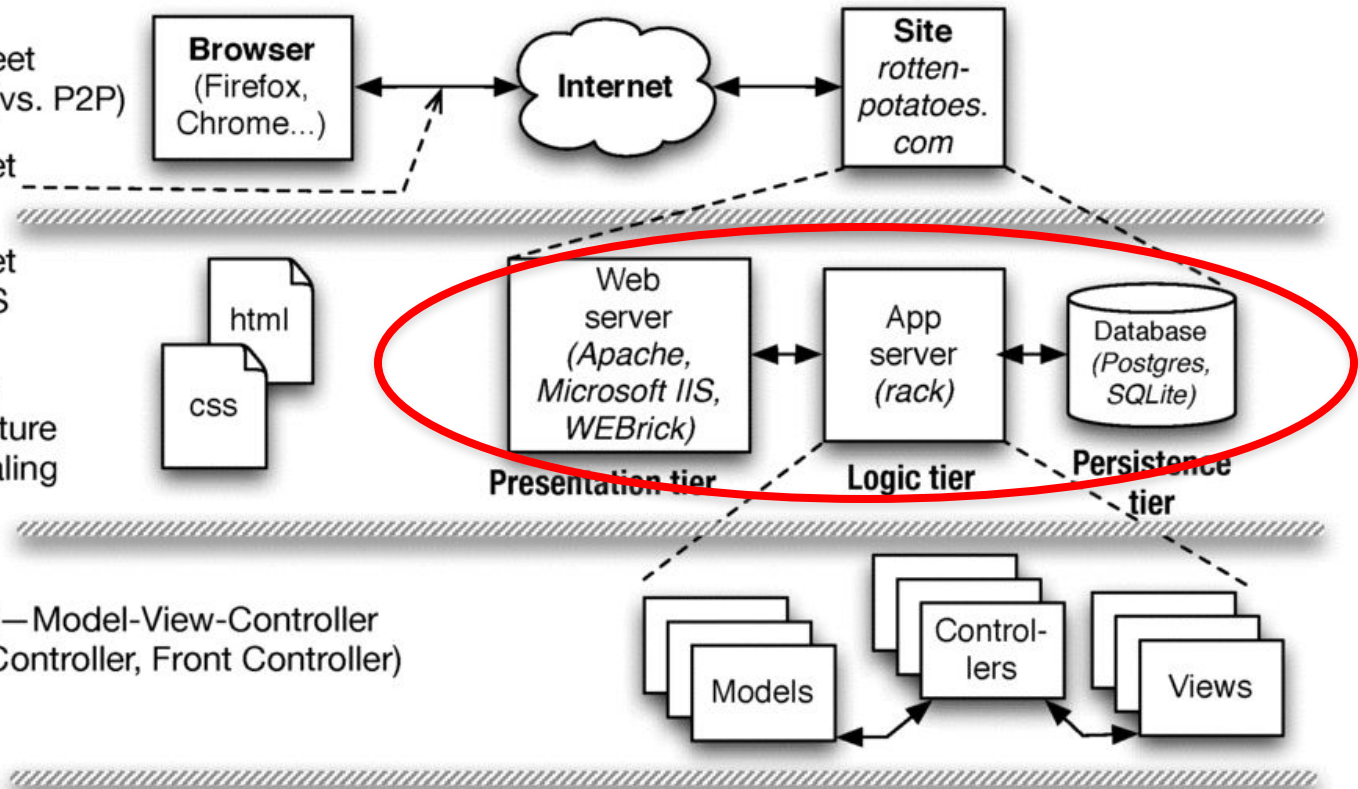 eet
vs. P2P)
et
Browser
(Firefox,
Chrome...)
Internet
Site
rotten-
potatoes.
com
et
S
ture
aling
html
css
Web
server
(Apache,
Microsoft IIS,
WEBrick)
Presentation tier
App
server
(rack)
Logic tier
Database
(Postgres,
SQLite)
Persistence
tier
—Model-View-Controller
Controller, Front Controller)
Models
Control-
lers
Views